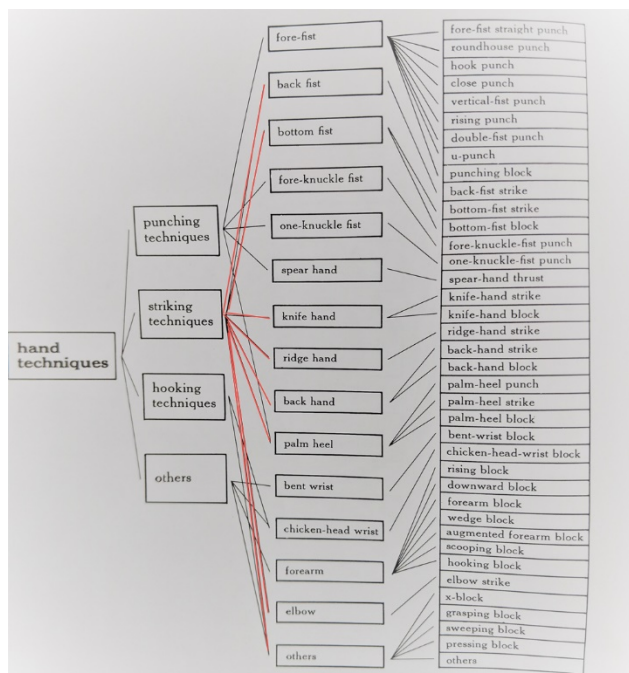 hand
techniques
punching
techniques
striking
techniques
hooking
techniques
others
fore-fist
back fist
bottom fist
fore-knuckle fist
one-knuckle fist
spear hand
knife hand
ridge hand
back hand
palm heel
bent wrist
chicken-head wrist
forearm
elbow
others
fore-fist straight punch
roundhouse punch
hook punch
close punch
vertical-fist punch
rising punch
double-fist punch
u-punch
punching block
back-fist strike
bottom-fist strike
bottom-fist block
fore-knuckle-fist punch
one-knuckle-fist punch
spear-hand thrust
knife-hand strike
knife-hand block
ridge-hand strike
back-hand strike
back-hand block
palm-heel punch
palm-heel strike
palm-heel block
bent-wrist block
chicken-head-wrist block
rising block
downward block
forearm block
wedge block
augmented forearm block
scooping block
hooking block
elbow strike
x-block
grasping block
sweeping block
pressing block
others